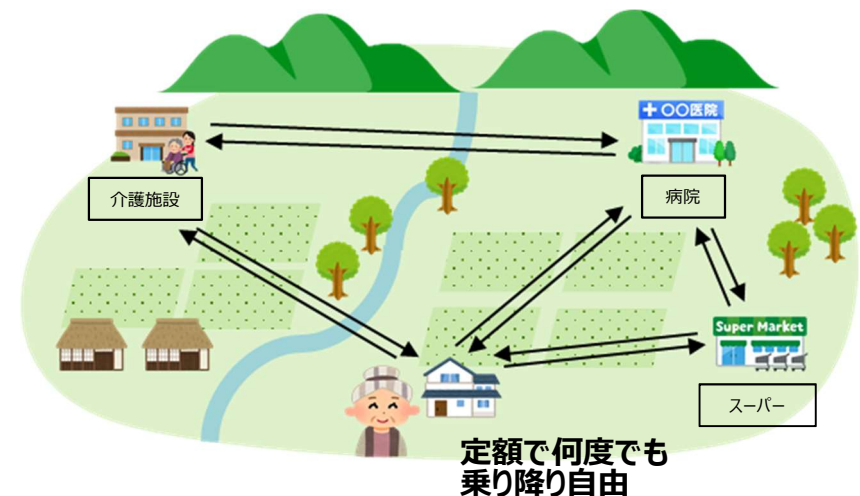 〇〇医院
介護施設
病院
Super Market
スーパー
定額で何度でも
乗り降り自由